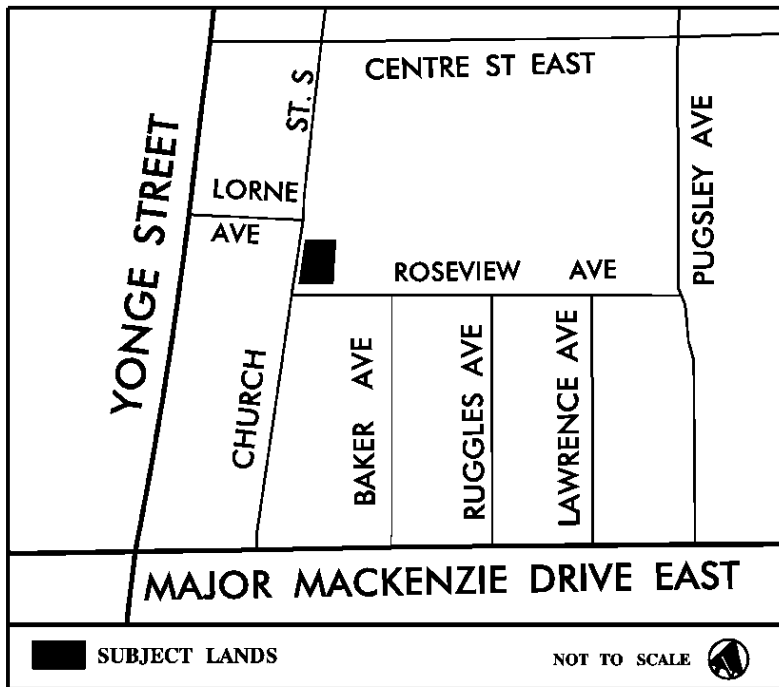 CENTRE ST EAST
CHURCH ST. S
YONGE STREET
PUGSLEY AVE
LORNE
AVE
ROSEVIEW AVE
BAKER AVE
RUGGLES AVE
LAWRENCE AVE
MAJOR MACKENZIE DRIVE EAST
SUBJECT LANDS
NOT TO SCALE